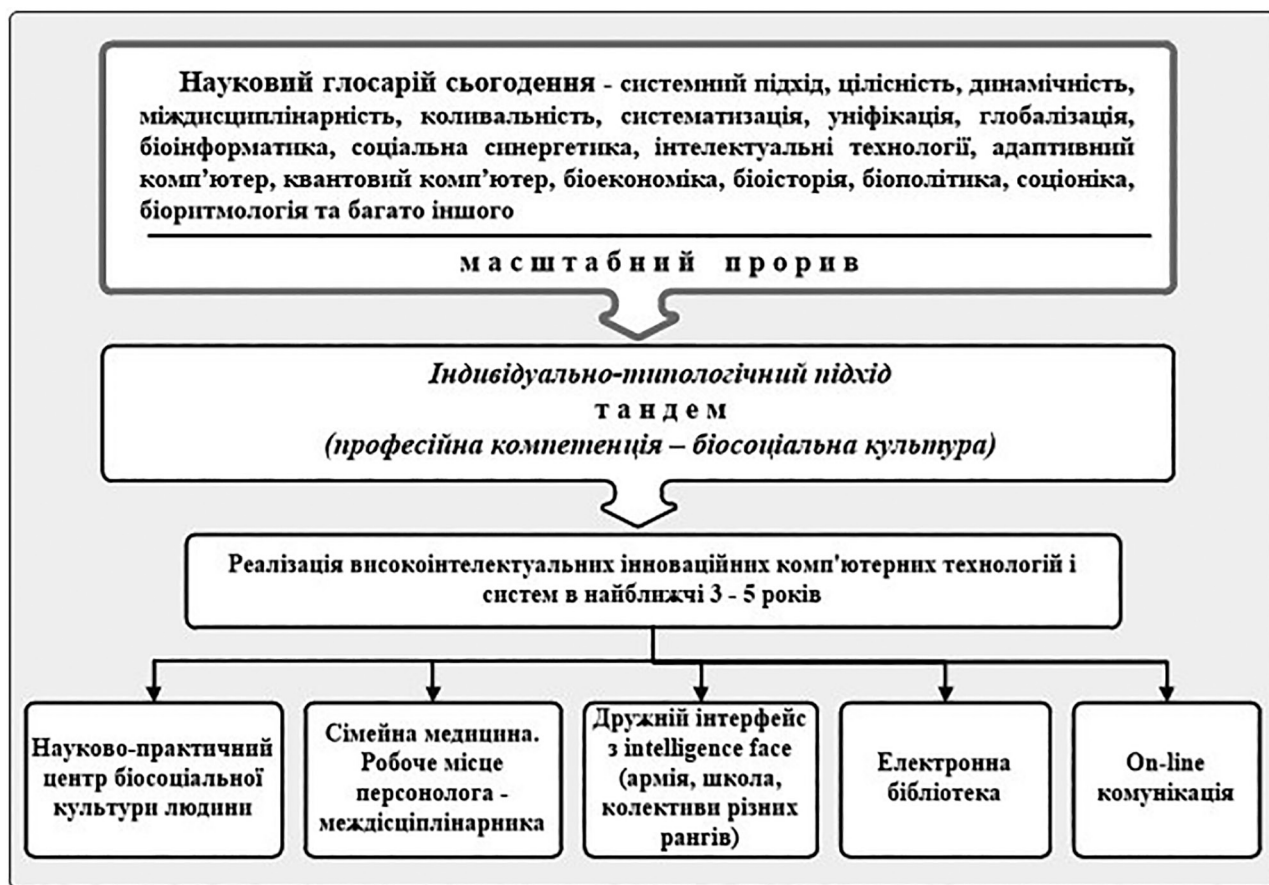 Науковий глосарій сьогодення - системний підхід, цілісність, динамічність,
міждисциплінарність, коливальність, систематизація, уніфікація, глобалізація,
біоінформатика, соціальна синергетика, інтелектуальні технології, адаптивний
комп'ютер, квантовий комп'ютер, біоекономіка, біоісторія, біополітика, соціоніка,
біоритмологія та багато іншого
масштабний прорив
Індивідуально-типологічний підхід
тандем
(професійна компетенція – біосоціальна культура)
Реалізація високоінтелектуальних інноваційних комп'ютерних технологій і
систем в найближчі 3 - 5 років
Науково-практичний
центр біосоціальної
культури людини
Сімейна медицина.
Робоче місце
персонолога -
междісціплінарника
Дружній інтерфейс
з intelligence face
(армія, школа,
колективи різних
рангів)
Електронна
бібліотека
On-line
комунікація